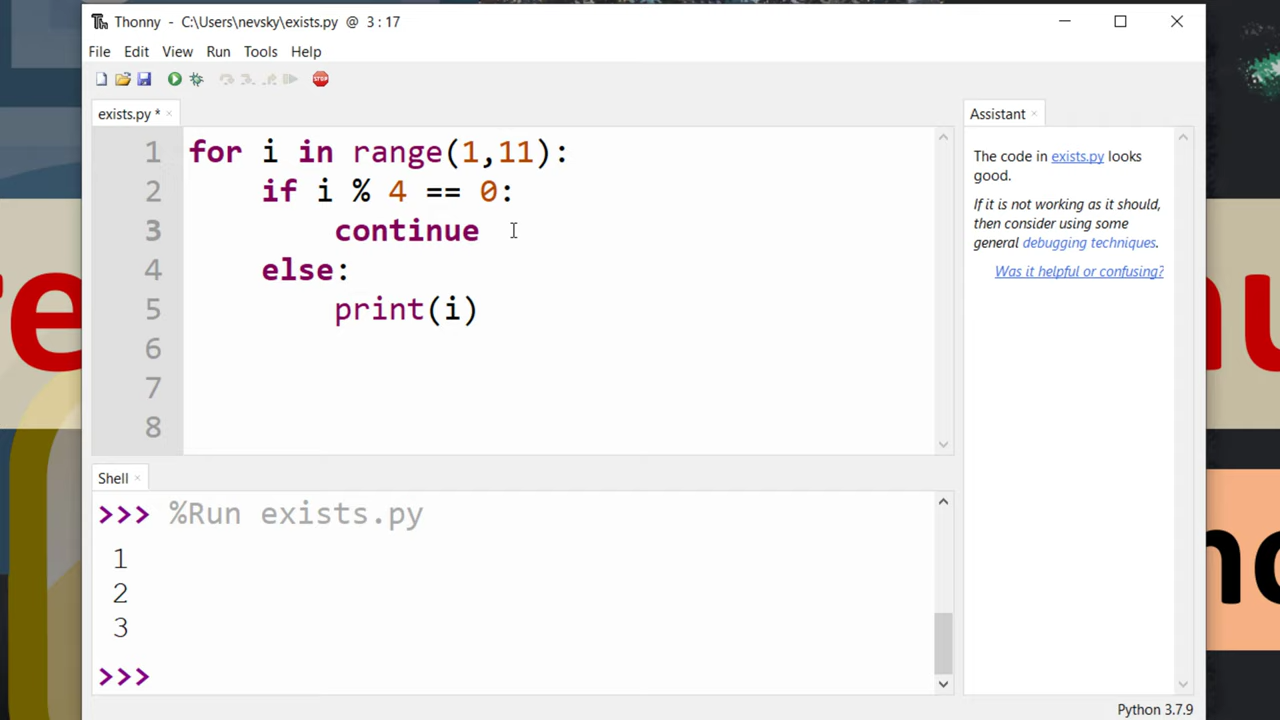 Thonny - C:\Users\nevsky\exists.py @ 3 : 17
File Edit View Run Tools Help
STOP
exists.py *
1 for i in range(1,11):
2 if i % 4 == 0:
3 continue
4 else:
5 print(i)
6
7
8
Assistant
The code in exists.py looks
good.
If it is not working as it should,
then consider using some
general debugging techniques.
Was it helpful or confusing?
Shell
>>> %Run exists.py
1
2
3
>>>
Python 3.7.9